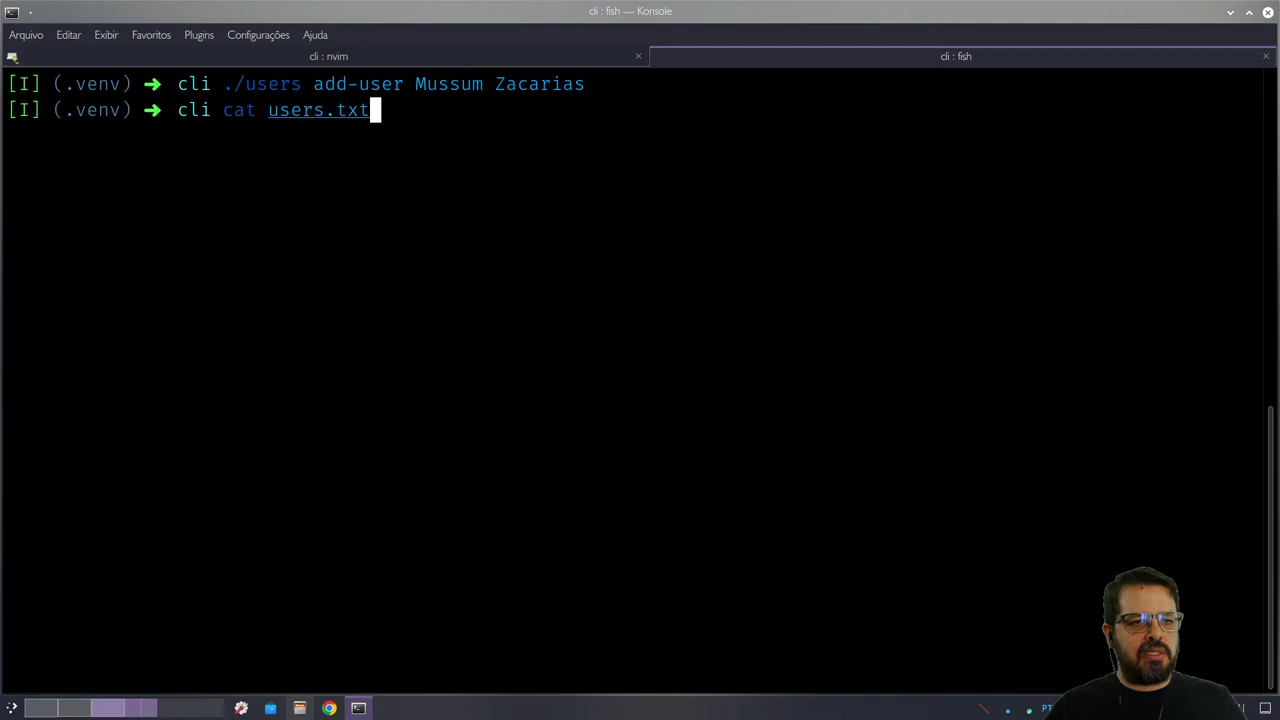 cli : fish — Konsole
Arquivo Editar Exibir Favoritos Plugins Configurações Ajuda
cli : nvim
cli : fish
[I] (.venv) ➜ cli ./users add-user Mussum Zacarias
[I] (.venv) ➜ cli cat users.txt